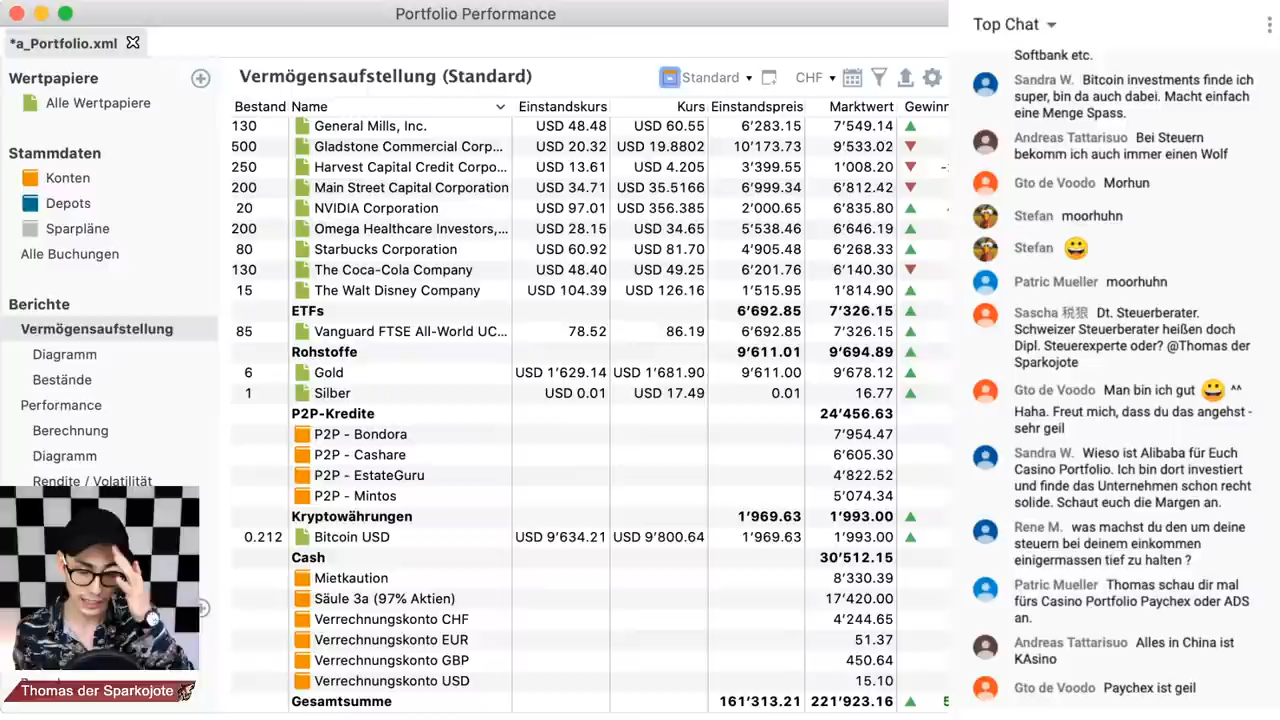 Portfolio Performance
*a_Portfolio.xml
Wertpapiere
Alle Wertpapiere
Stammdaten
Konten
Depots
Sparpläne
Alle Buchungen
Berichte
Vermögensaufstellung
Diagramm
Bestände
Performance
Berechnung
Diagramm
Rendite / Volatilität
Thomas der Sparkojote
Vermögensaufstellung (Standard)
Standard
CHF
Bestand Name Einstandskurs Kurs Einstandspreis Marktwert Gewinn
130 General Mills, Inc. USD 48.48 USD 60.55 6’283.15 7’549.14
500 Gladstone Commercial Corp... USD 20.32 USD 19.8802 10’173.73 9’533.02
250 Harvest Capital Credit Corpo... USD 13.61 USD 4.205 3’399.55 1’008.20 -
200 Main Street Capital Corporation USD 34.71 USD 35.5166 6’999.34 6’812.42
20 NVIDIA Corporation USD 97.01 USD 356.385 2’000.65 6’835.80
200 Omega Healthcare Investors,... USD 28.15 USD 34.65 5’538.46 6’646.19
80 Starbucks Corporation USD 60.92 USD 81.70 4’905.48 6’268.33
130 The Coca-Cola Company USD 48.40 USD 49.25 6’201.76 6’140.30
15 The Walt Disney Company USD 104.39 USD 126.16 1’515.95 1’814.90
ETFs 6’692.85 7’326.15
85 Vanguard FTSE All-World UC... 78.52 86.19 6’692.85 7’326.15
Rohstoffe 9’611.01 9’694.89
6 Gold USD 1’629.14 USD 1’681.90 9’611.00 9’678.12
1 Silber USD 0.01 USD 17.49 0.01 16.77
P2P-Kredite 24’456.63
P2P - Bondora 7’954.47
P2P - Cashare 6’605.30
P2P - EstateGuru 4’822.52
P2P - Mintos 5’074.34
Kryptowährungen 1’969.63 1’993.00
0.212 Bitcoin USD USD 9’634.21 USD 9’800.64 1’969.63 1’993.00
Cash 30’512.15
Mietkaution 8’330.39
Säule 3a (97% Aktien) 17’420.00
Verrechnungskonto CHF 4’244.65
Verrechnungskonto EUR 51.37
Verrechnungskonto GBP 450.64
Verrechnungskonto USD 15.10
Gesamtsumme 161’313.21 221’923.16
Top Chat
Softbank etc.
Sandra W. Bitcoin investments finde ich
super, bin da auch dabei. Macht einfach
eine Menge Spass.
Andreas Tattarisuo Bei Steuern
bekomm ich auch immer einen Wolf
Gto de Voodo Morhun
Stefan moorhuhn
Stefan 😀
Patric Mueller moorhuhn
Sascha 税狼 Dt. Steuerberater.
Schweizer Steuerberater heißen doch
Dipl. Steuerexperte oder? @Thomas der
Sparkojote
Gto de Voodo Man bin ich gut 😀 ^^
Haha. Freut mich, dass du das angehst -
sehr geil
Sandra W. Wieso ist Alibaba für Euch
Casino Portfolio. Ich bin dort investiert
und finde das Unternehmen schon recht
solide. Schaut euch die Margen an.
Rene M. was machst du den um deine
steuern bei deinem einkommen
einigermassen tief zu halten ?
Patric Mueller Thomas schau dir mal
fürs Casino Portfolio Paychex oder ADS
an.
Andreas Tattarisuo Alles in China ist
KAsino
Gto de Voodo Paychex ist geil